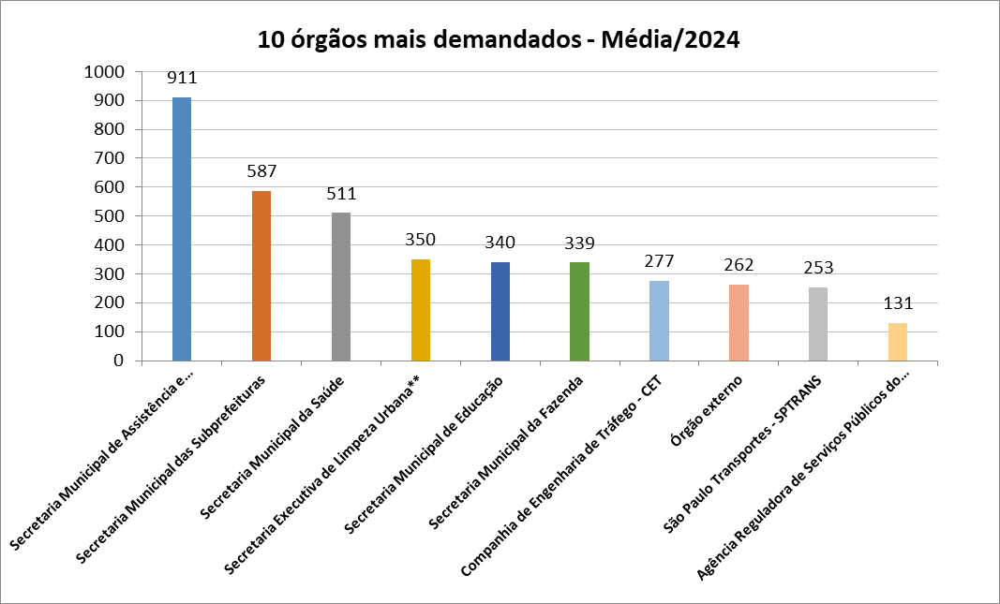 10 órgãos mais demandados - Média/2024
1000
900
800
700
600
500
400
300
200
100
0
911
587
511
350
340
339
277
262
253
131
Secretaria Municipal de Assistência e...
Secretaria Municipal das Subprefeituras
Secretaria Municipal da Saúde
Secretaria Executiva de Limpeza Urbana**
Secretaria Municipal de Educação
Secretaria Municipal da Fazenda
Companhia de Engenharia de Tráfego - CET
Órgão externo
São Paulo Transportes - SPTRANS
Agência Reguladora de Serviços Públicos do...